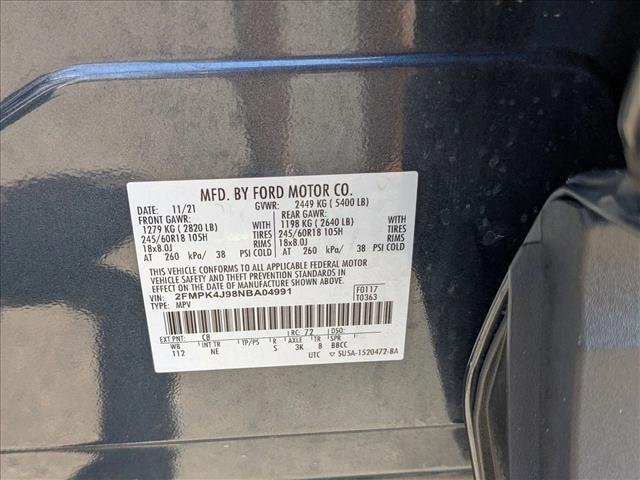 MFD. BY FORD MOTOR CO.
DATE: 11/21 GVWR: 2449 KG ( 5400 LB)
FRONT GAWR: REAR GAWR:
1279 KG ( 2820 LB) WITH 1198 KG ( 2640 LB) WITH
245/60R18 105H TIRES 245/60R18 105H TIRES
18x8.0J RIMS 18x8.0J RIMS
AT 260 kPa/ 38 PSI COLD AT 260 kPa/ 38 PSI COLD
THIS VEHICLE CONFORMS TO ALL APPLICABLE FEDERAL MOTOR
VEHICLE SAFETY AND THEFT PREVENTION STANDARDS IN
EFFECT ON THE DATE OF MANUFACTURE SHOWN ABOVE.
VIN: 2FMPK4J98NBA04991 F0117
TYPE: MPV T0363
EXT PNT: CB RC: 72 DSO:
WB INT TR TP/PS R AXLE TR SPR
112 NE S 3K 8 BBCC
UTC ▽5U5A-1520472-BA